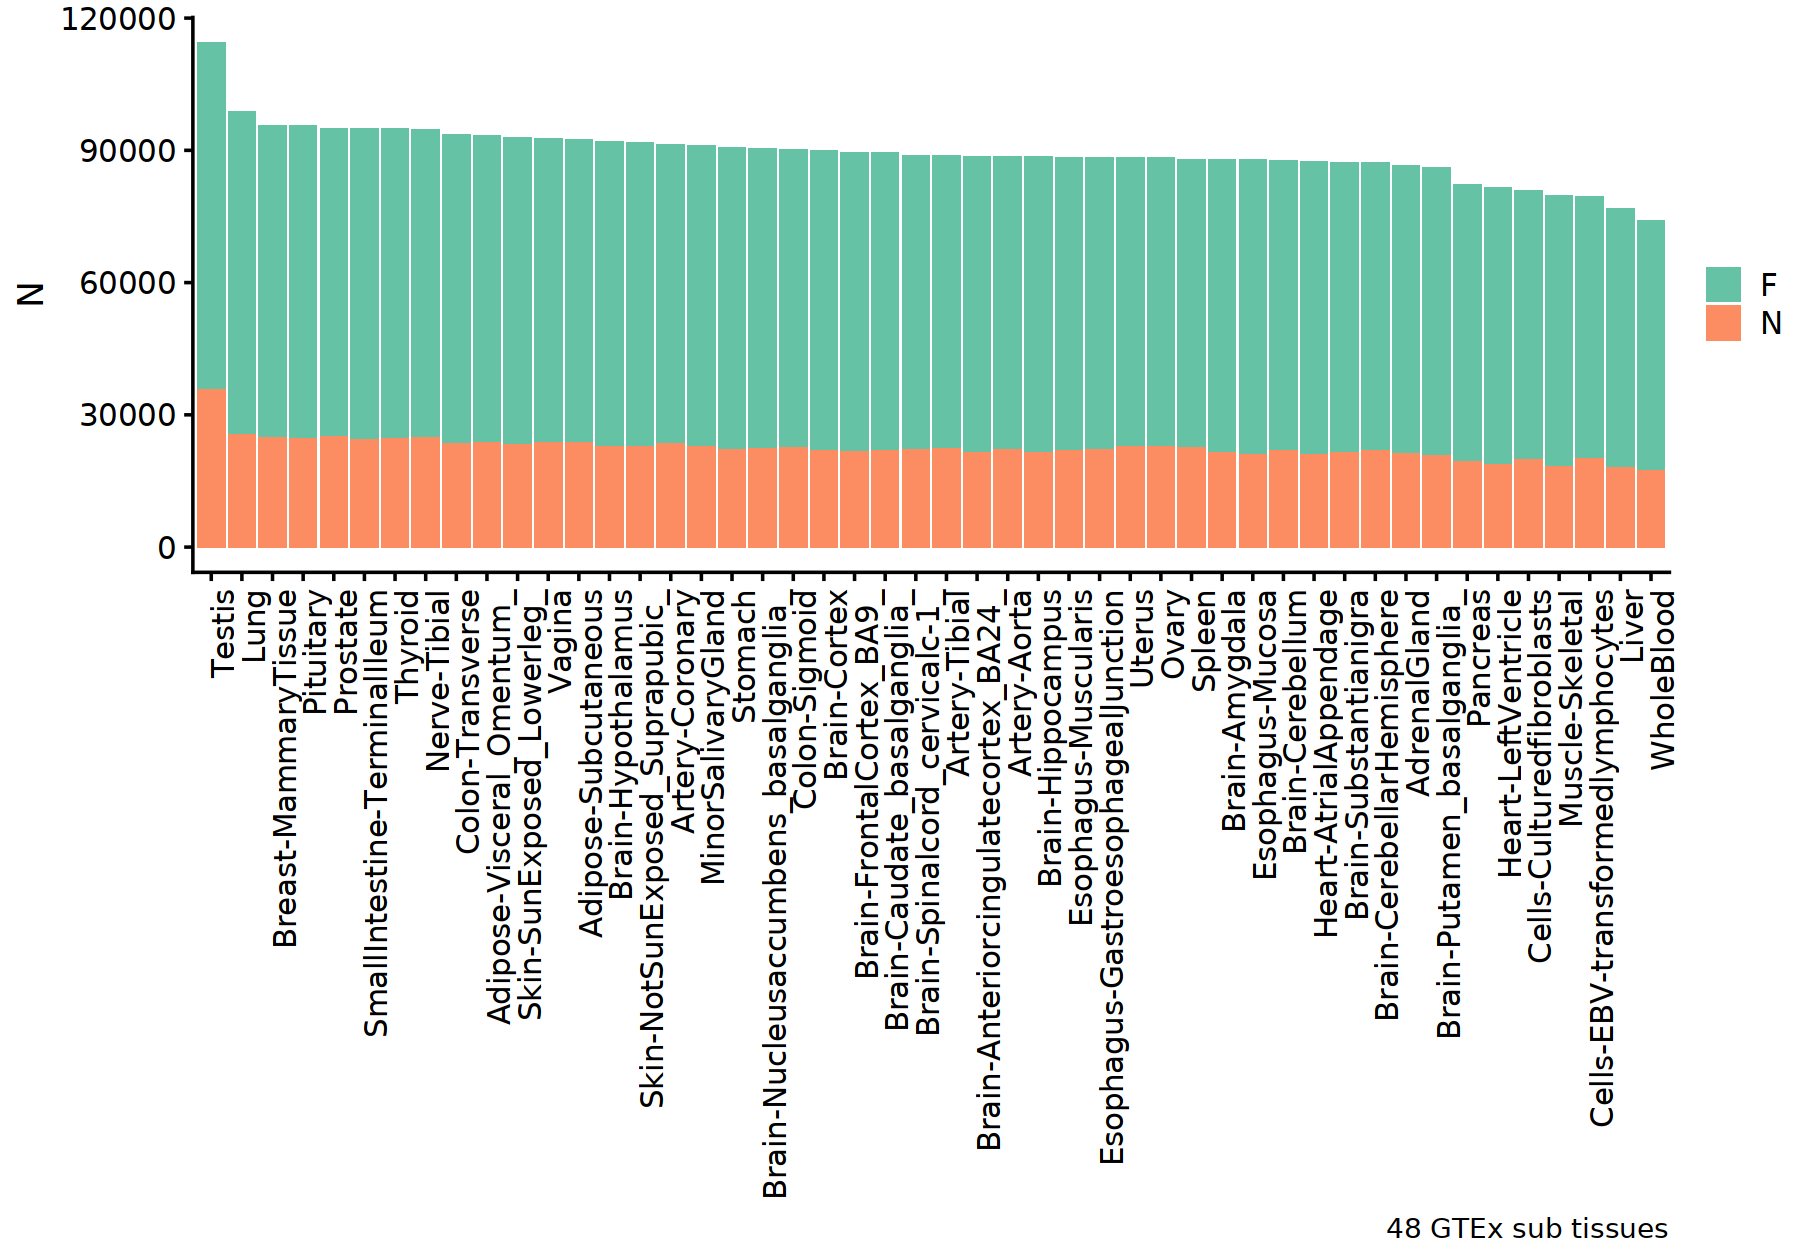 120000
90000
60000
30000
0
N
F
N
Testis
Lung
Breast-MammaryTissue
Pituitary
Prostate
SmallIntestine-TerminalIleum
Thyroid
Nerve-Tibial
Colon-Transverse
Adipose-Visceral_Omentum_
Skin-SunExposed_Lowerleg_
Vagina
Adipose-Subcutaneous
Brain-Hypothalamus
Skin-NotSunExposed_Suprapubic_
Artery-Coronary
MinorSalivaryGland
Stomach
Brain-Nucleusaccumbens_basalganglia_
Colon-Sigmoid
Brain-Cortex
Brain-FrontalCortex_BA9_
Brain-Caudate_basalganglia_
Brain-Spinalcord_cervicalc-1_
Artery-Tibial
Brain-Anteriorcingulatecortex_BA24_
Artery-Aorta
Brain-Hippocampus
Esophagus-Muscularis
Esophagus-GastroesophagealJunction
Uterus
Ovary
Spleen
Brain-Amygdala
Esophagus-Mucosa
Brain-Cerebellum
Heart-AtrialAppendage
Brain-Substantianigra
Brain-CerebellarHemisphere
AdrenalGland
Brain-Putamen_basalganglia_
Pancreas
Heart-LeftVentricle
Cells-Culturedfibroblasts
Muscle-Skeletal
Cells-EBV-transformedlymphocytes
Liver
WholeBlood
48 GTEx sub tissues